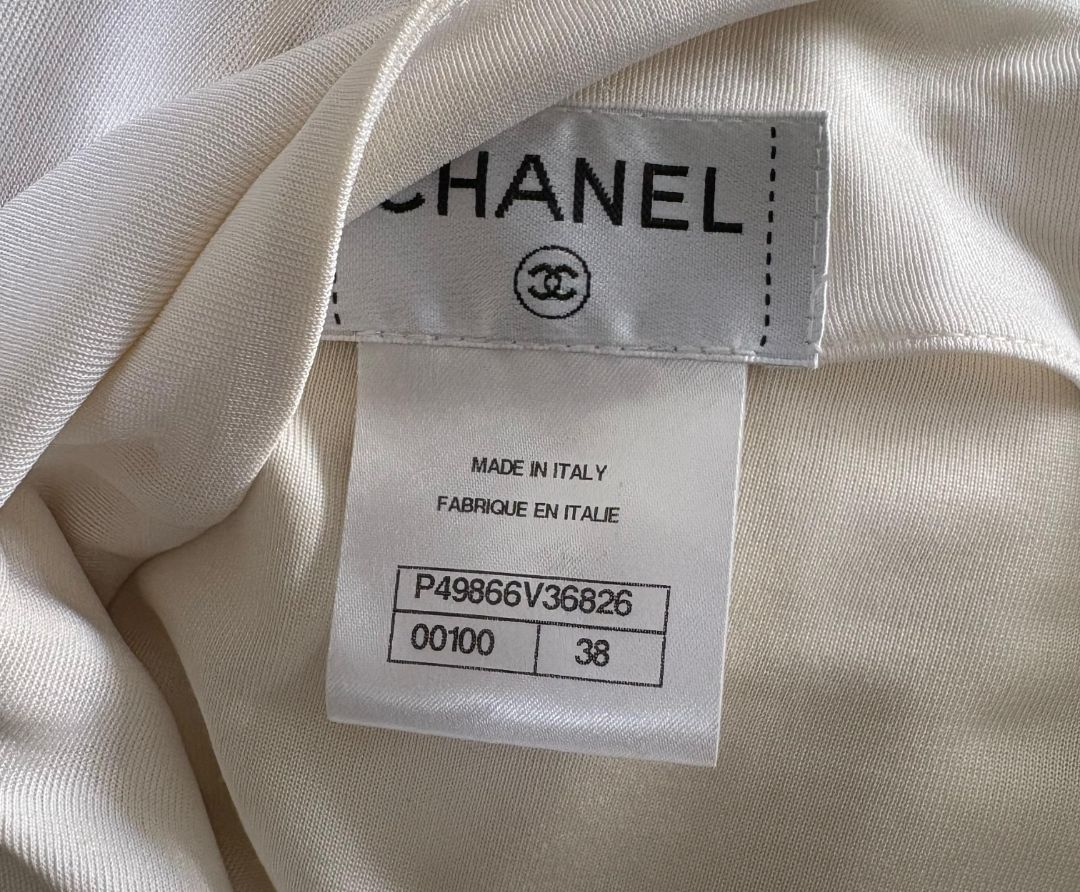 CHANEL
MADE IN ITALY
FABRIQUE EN ITALIE
P49866V36826
00100 38